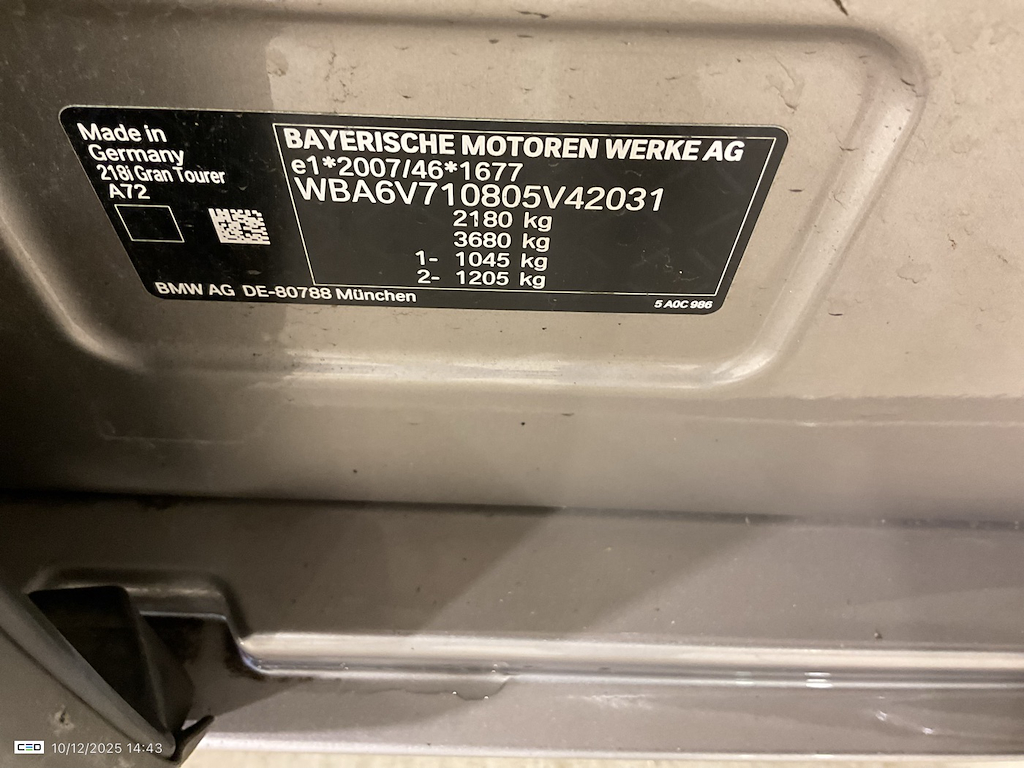 Made in
Germany
218i Gran Tourer
A72
BMW AG DE-80788 München
BAYERISCHE MOTOREN WERKE AG
e1*2007/46*1677
WBA6V710805V42031
2180 kg
3680 kg
1- 1045 kg
2- 1205 kg
5 A0C 986
CEO 10/12/2025 14:43